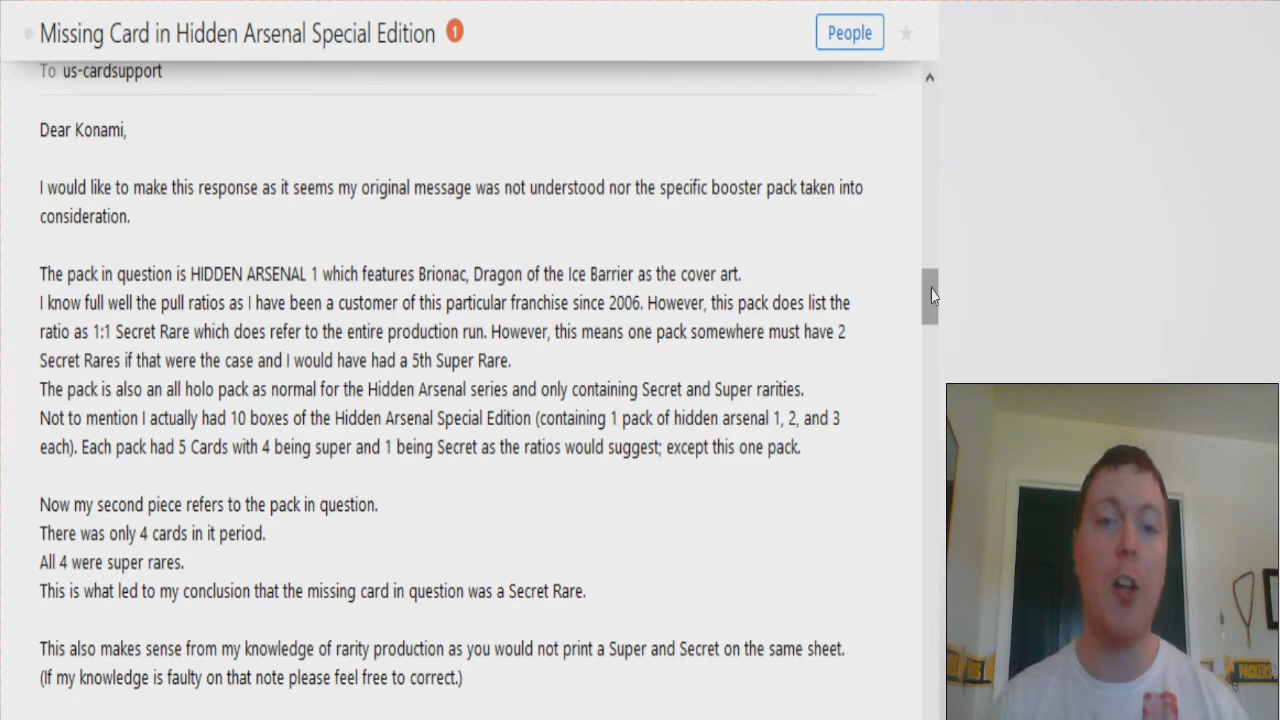 Missing Card in Hidden Arsenal Special Edition 1
People
To us-cardsupport
Dear Konami,
I would like to make this response as it seems my original message was not understood nor the specific booster pack taken into
consideration.
The pack in question is HIDDEN ARSENAL 1 which features Brionac, Dragon of the Ice Barrier as the cover art.
I know full well the pull ratios as I have been a customer of this particular franchise since 2006. However, this pack does list the
ratio as 1:1 Secret Rare which does refer to the entire production run. However, this means one pack somewhere must have 2
Secret Rares if that were the case and I would have had a 5th Super Rare.
The pack is also an all holo pack as normal for the Hidden Arsenal series and only containing Secret and Super rarities.
Not to mention I actually had 10 boxes of the Hidden Arsenal Special Edition (containing 1 pack of hidden arsenal 1, 2, and 3
each). Each pack had 5 Cards with 4 being super and 1 being Secret as the ratios would suggest; except this one pack.
Now my second piece refers to the pack in question.
There was only 4 cards in it period.
All 4 were super rares.
This is what led to my conclusion that the missing card in question was a Secret Rare.
This also makes sense from my knowledge of rarity production as you would not print a Super and Secret on the same sheet.
(If my knowledge is faulty on that note please feel free to correct.)
PACKERS